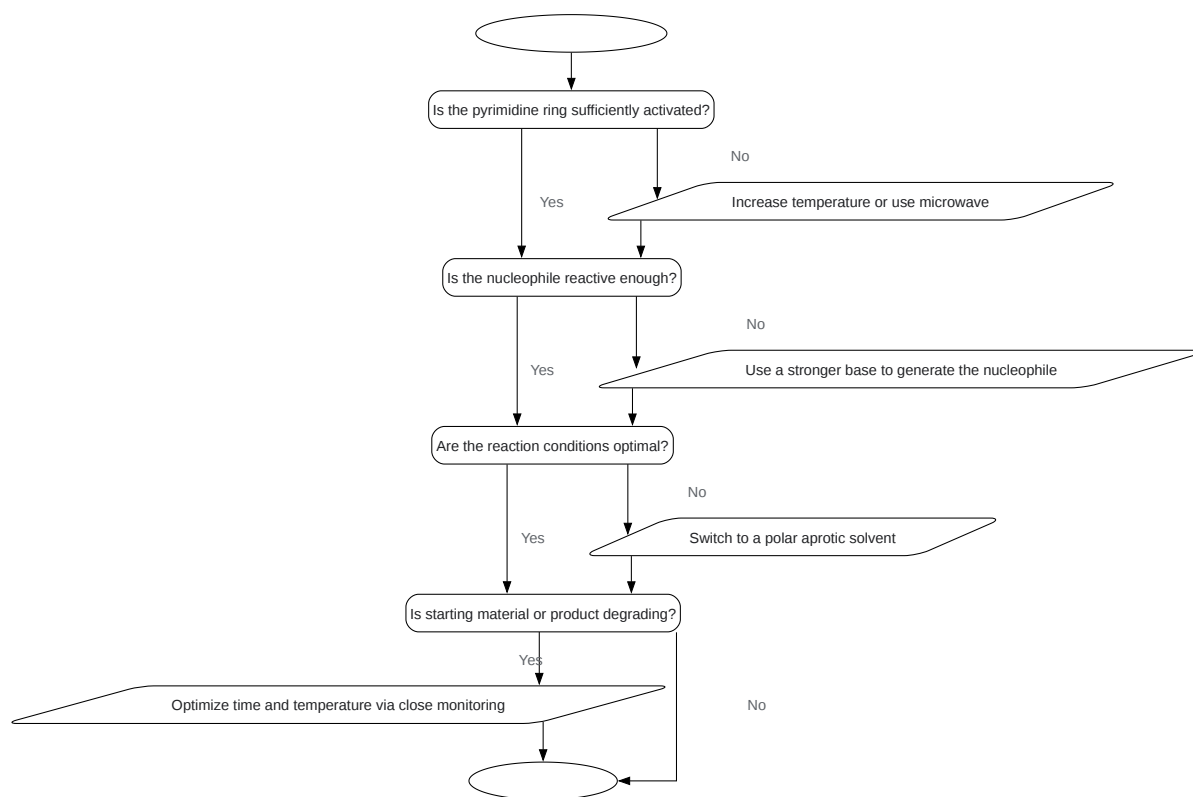 Is the pyrimidine ring sufficiently activated?
No
Yes
Increase temperature or use microwave
Is the nucleophile reactive enough?
No
Yes
Use a stronger base to generate the nucleophile
Are the reaction conditions optimal?
No
Yes
Switch to a polar aprotic solvent
Is starting material or product degrading?
Yes
Optimize time and temperature via close monitoring
No